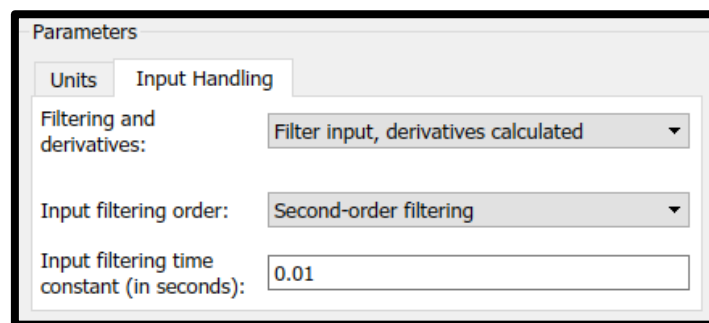 Parameters
Units Input Handling
Filtering and
derivatives:
Filter input, derivatives calculated
Input filtering order:
Second-order filtering
Input filtering time
constant (in seconds):
0.01